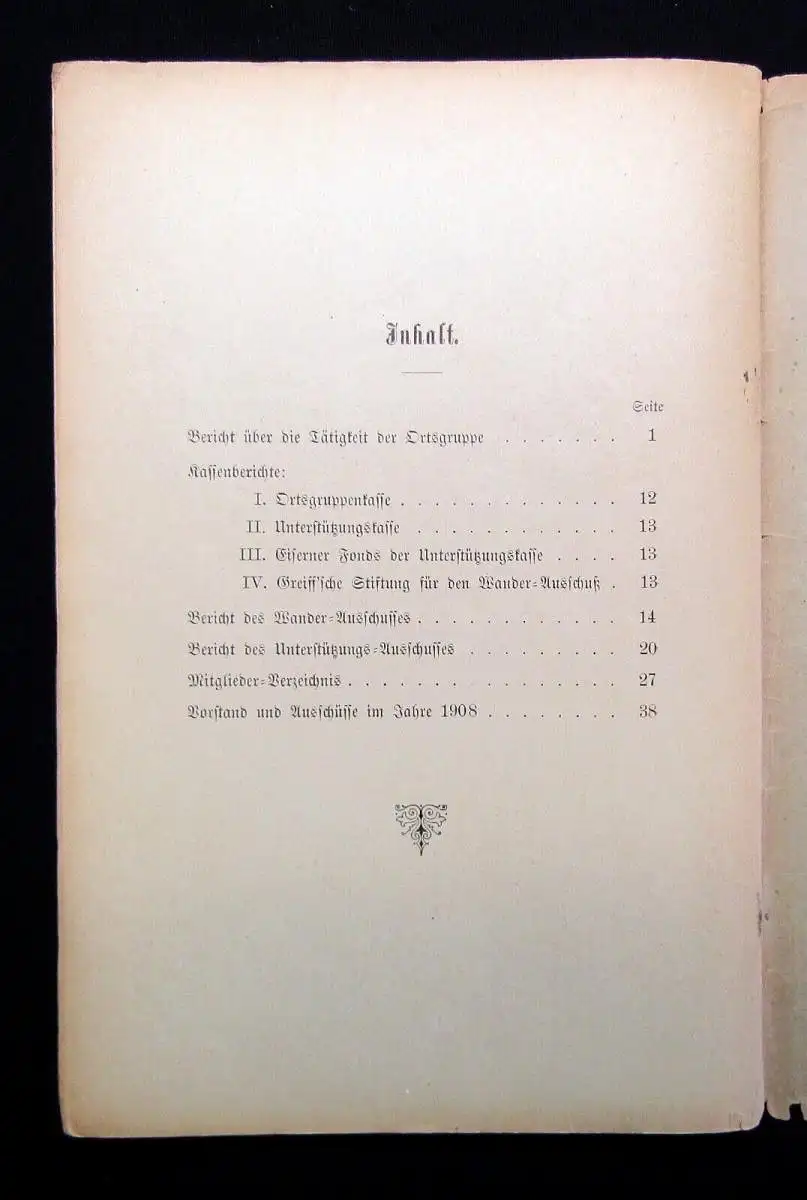 Inhalt.
Seite
Bericht über die Tätigkeit der Ortsgruppe . . . . . . . 1
Kassenberichte:
I. Ortsgruppenkasse . . . . . . . . . . . . . 12
II. Unterstützungskasse . . . . . . . . . . . . 13
III. Eiserner Fonds der Unterstützungskasse . . . . 13
IV. Greiff'sche Stiftung für den Wander-Ausschuß . 13
Bericht des Wander-Ausschusses . . . . . . . . . . . . 14
Bericht des Unterstützungs-Ausschusses . . . . . . . . . 20
Mitglieder-Verzeichnis . . . . . . . . . . . . . . . . 27
Vorstand und Ausschüsse im Jahre 1908 . . . . . . . . 38